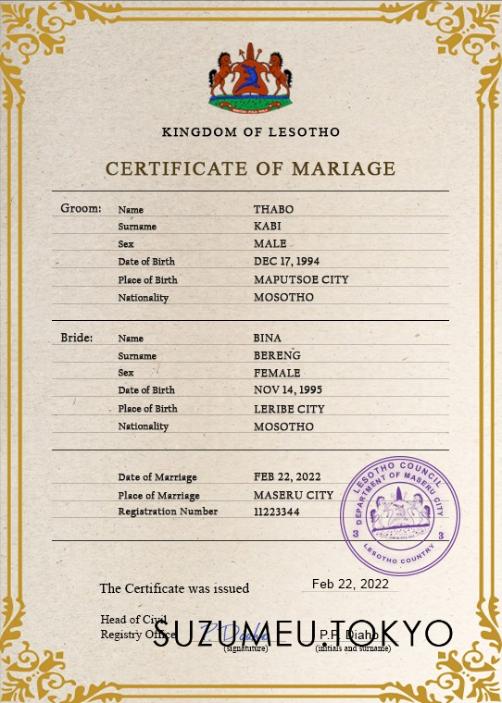 KINGDOM OF LESOTHO
CERTIFICATE OF MARIAGE
Groom: Name THABO
Surname KABI
Sex MALE
Date of Birth DEC 17, 1994
Place of Birth MAPUTSOE CITY
Nationality MOSOTHO
Bride: Name BINA
Surname BERENG
Sex FEMALE
Date of Birth NOV 14, 1995
Place of Birth LERIBE CITY
Nationality MOSOTHO
Date of Marriage FEB 22, 2022
Place of Marriage MASERU CITY
Registration Number 11223344
LESOTHO COUNCIL
DEPARTMENT OF MASERU CITY
3 3
LESOTHO COUNTRY
The Certificate was issued Feb 22, 2022
Head of Civil
Registry Office P.P. Diaho
SUZUMEU.TOKYO
(signatuture) (initials and surname)